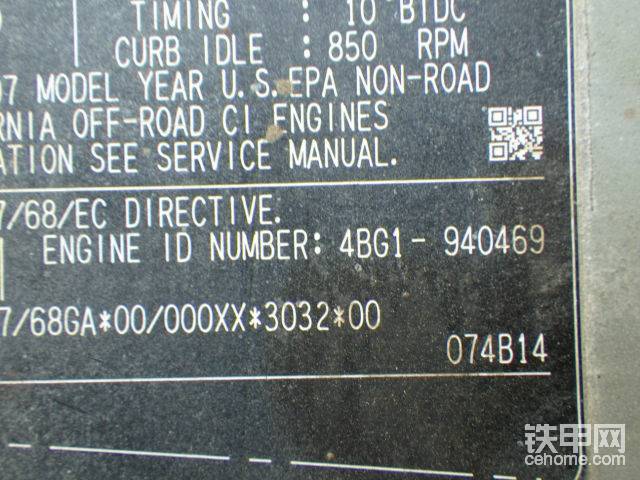 TIMING : 10° BTDC
CURB IDLE : 850 RPM
07 MODEL YEAR U.S.EPA NON-ROAD
RNIA OFF-ROAD CI ENGINES
ATION SEE SERVICE MANUAL.
7/68/EC DIRECTIVE.
ENGINE ID NUMBER: 4BG1- 940469
7/68GA*00/000XX*3032*00
074B14
铁甲网
cehome.com